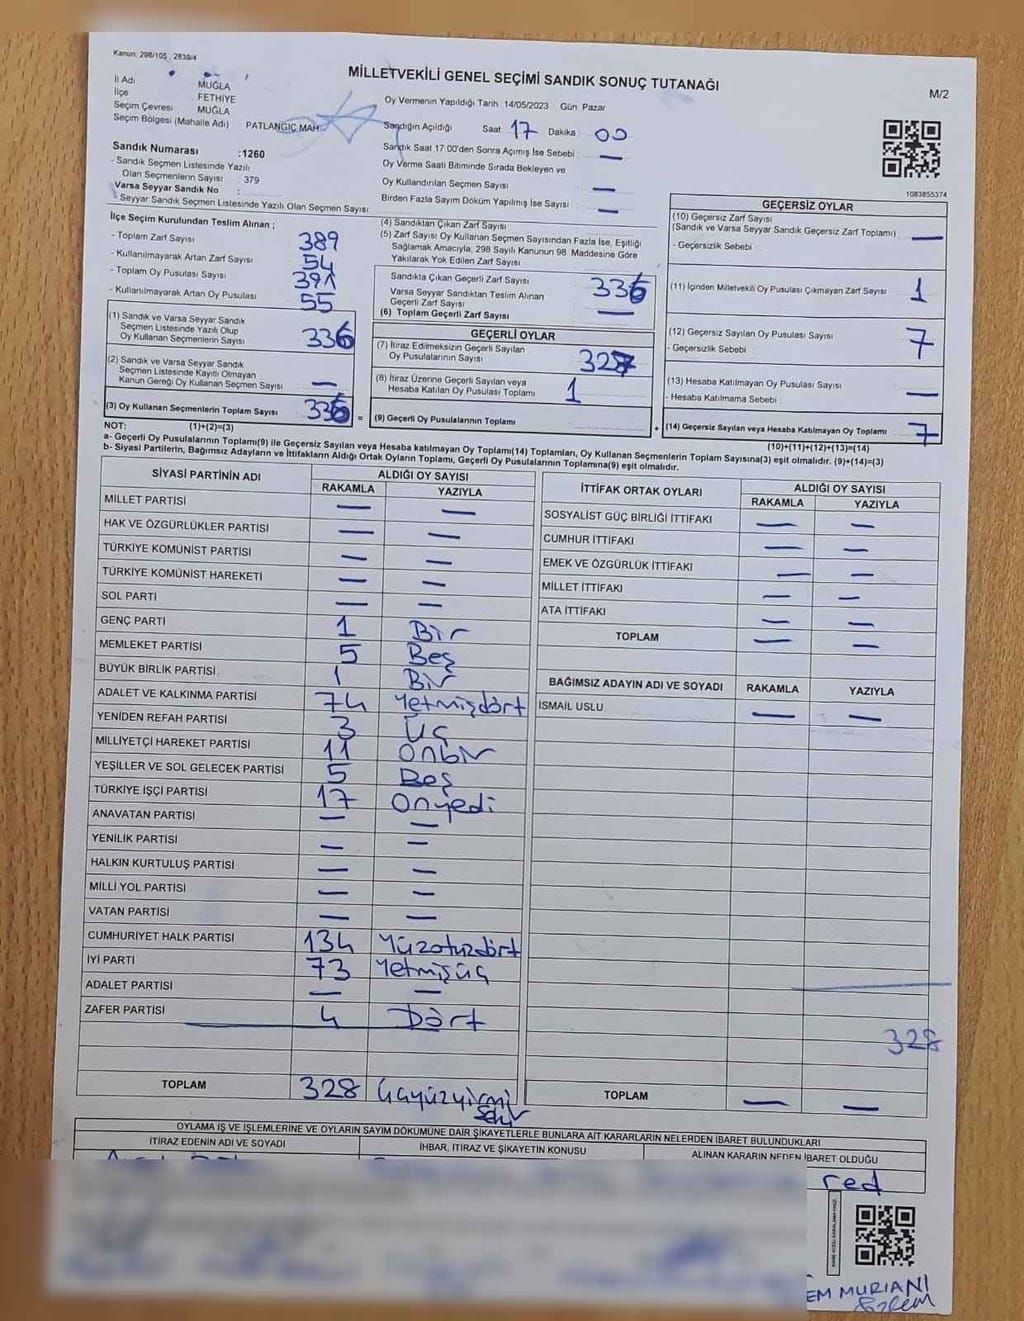 Kanun: 298/105 , 2839/4
MİLLETVEKİLİ GENEL SEÇİMİ SANDIK SONUÇ TUTANAĞI
M/2
İl Adı MUĞLA
İlçe FETHİYE
Seçim Çevresi MUĞLA
Seçim Bölgesi (Mahalle Adı) PATLANGIÇ MAH.
Oy Vermenin Yapıldığı Tarih 14/05/2023 Gün Pazar
Sandığın Açıldığı Saat 17 Dakika 00
Sandık Saat 17:00'den Sonra Açımış İse Sebebi : —
Oy Verme Saati Bitiminde Sırada Bekleyen ve
Oy Kullandırılan Seçmen Sayısı —
Birden Fazla Sayım Döküm Yapılmış İse Sayısı —
Sandık Numarası :1260
- Sandık Seçmen Listesinde Yazılı
Olan Seçmenlerin Sayısı : 379
Varsa Seyyar Sandık No :
- Seyyar Sandık Seçmen Listesinde Yazılı Olan Seçmen Sayısı
1083855374
İlçe Seçim Kurulundan Teslim Alınan ;
- Toplam Zarf Sayısı 389
- Kullanılmayarak Artan Zarf Sayısı 54
- Toplam Oy Pusulası Sayısı 391
- Kullanılmayarak Artan Oy Pusulası 55
(1) Sandık ve Varsa Seyyar Sandık
Seçmen Listesinde Yazılı Olup
Oy Kullanan Seçmenlerin Sayısı 336
(2) Sandık ve Varsa Seyyar Sandık
Seçmen Listesinde Kayıtlı Olmayan
Kanun Gereği Oy Kullanan Seçmen Sayısı —
(3) Oy Kullanan Seçmenlerin Toplam Sayısı 336 =
(4) Sandıktan Çıkan Zarf Sayısı
(5) Zarf Sayısı Oy Kullanan Seçmen Sayısından Fazla İse, Eşitliği
Sağlamak Amacıyla, 298 Sayılı Kanunun 98. Maddesine Göre
Yakılarak Yok Edilen Zarf Sayısı
Sandıkta Çıkan Geçerli Zarf Sayısı 336
Varsa Seyyar Sandıktan Teslim Alınan
Geçerli Zarf Sayısı
(6) Toplam Geçerli Zarf Sayısı —
GEÇERLİ OYLAR
(7) İtiraz Edilmeksizin Geçerli Sayılan
Oy Pusulalarının Sayısı 327
(8) İtiraz Üzerine Geçerli Sayılan veya
Hesaba Katılan Oy Pusulası Toplamı 1
(9) Geçerli Oy Pusulalarının Toplamı +
GEÇERSİZ OYLAR
(10) Geçersiz Zarf Sayısı
(Sandık ve Varsa Seyyar Sandık Geçersiz Zarf Toplamı) —
- Geçersizlik Sebebi
(11) İçinden Milletvekili Oy Pusulası Çıkmayan Zarf Sayısı 1
(12) Geçersiz Sayılan Oy Pusulası Sayısı 7
- Geçersizlik Sebebi
(13) Hesaba Katılmayan Oy Pusulası Sayısı —
- Hesaba Katılmama Sebebi :
(14) Geçersiz Sayılan veya Hesaba Katılmayan Oy Toplamı 7
NOT: (1)+(2)=(3) (10)+(11)+(12)+(13)=(14)
a- Geçerli Oy Pusulalarının Toplamı(9) ile Geçersiz Sayılan veya Hesaba katılmayan Oy Toplamı(14) Toplamları, Oy Kullanan Seçmenlerin Toplam Sayısına(3) eşit olmalıdır. (9)+(14)=(3)
b- Siyasi Partilerin, Bağımsız Adayların ve İttifakların Aldığı Ortak Oyların Toplamı, Geçerli Oy Pusulalarının Toplamına(9) eşit olmalıdır.
SİYASİ PARTİNİN ADI ALDIĞI OY SAYISI
RAKAMLA YAZIYLA
MİLLET PARTİSİ — —
HAK VE ÖZGÜRLÜKLER PARTİSİ — —
TÜRKİYE KOMÜNİST PARTİSİ — —
TÜRKİYE KOMÜNİST HAREKETİ — —
SOL PARTİ — —
GENÇ PARTİ 1 Bir
MEMLEKET PARTİSİ 5 Beş
BÜYÜK BİRLİK PARTİSİ 1 Bir
ADALET VE KALKINMA PARTİSİ 74 Yetmişdört
YENİDEN REFAH PARTİSİ 3 Üç
MİLLİYETÇİ HAREKET PARTİSİ 11 Onbir
YEŞİLLER VE SOL GELECEK PARTİSİ 5 Beş
TÜRKİYE İŞÇİ PARTİSİ 17 Onyedi
ANAVATAN PARTİSİ — —
YENİLİK PARTİSİ — —
HALKIN KURTULUŞ PARTİSİ — —
MİLLİ YOL PARTİSİ — —
VATAN PARTİSİ — —
CUMHURİYET HALK PARTİSİ 134 Yüzotuzdört
İYİ PARTİ 73 Yetmişüç
ADALET PARTİSİ — —
ZAFER PARTİSİ 4 Dört
TOPLAM 328 Üçyüzyirmi
Sekiz
İTTİFAK ORTAK OYLARI ALDIĞI OY SAYISI
RAKAMLA YAZIYLA
SOSYALİST GÜÇ BİRLİĞİ İTTİFAKI — —
CUMHUR İTTİFAKI — —
EMEK VE ÖZGÜRLÜK İTTİFAKI — —
MİLLET İTTİFAKI — —
ATA İTTİFAKI — —
TOPLAM — —
BAĞIMSIZ ADAYIN ADI VE SOYADI RAKAMLA YAZIYLA
İSMAİL USLU — —
328
TOPLAM — —
OYLAMA İŞ VE İŞLEMLERİNE VE OYLARIN SAYIM DÖKÜMÜNE DAİR ŞİKAYETLERLE BUNLARA AİT KARARLARIN NELERDEN İBARET BULUNDUKLARI
İTİRAZ EDENİN ADI VE SOYADI İHBAR, İTİRAZ VE ŞİKAYETİN KONUSU ALINAN KARARIN NEDEN İBARET OLDUĞU
red
EM MURIANI